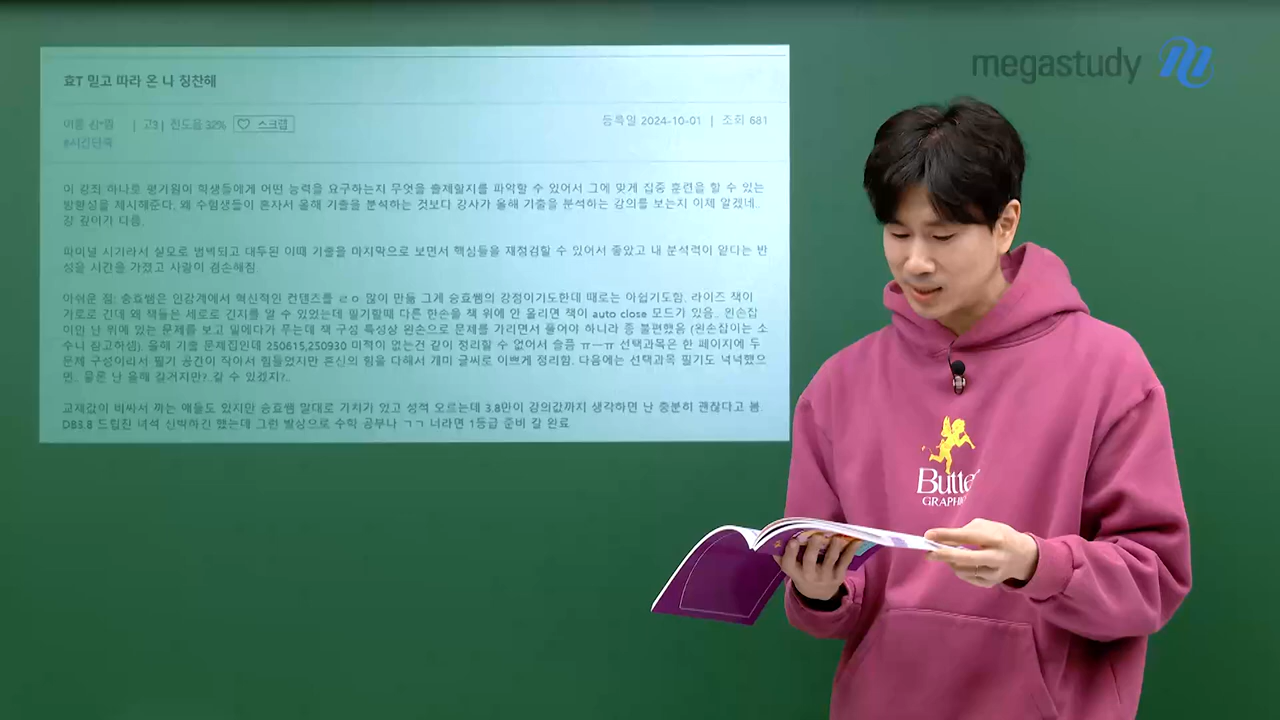 megastudy
효T 믿고 따라 온 나 칭찬해
이름 김*원 | 고3 | 진도율 32% ♡ 스크랩
등록일 2024-10-01 | 조회 681
#시간단축
이 강좌 하나로 평가원이 학생들에게 어떤 능력을 요구하는지 무엇을 출제할지를 파악할 수 있어서 그에 맞게 집중 훈련을 할 수 있는
방향성을 제시해준다. 왜 수험생들이 혼자서 올해 기출을 분석하는 것보다 강사가 올해 기출을 분석하는 강의를 보는지 이제 알겠네..
걍 깊이가 다름.
파이널 시기라서 실모로 범벅되고 대두된 이때 기출을 마지막으로 보면서 핵심들을 재정검할 수 있어서 좋았고 내 분석력이 얕다는 반
성을 시간을 가졌고 사람이 겸손해짐.
아쉬운 점: 승효쌤은 인강계에서 혁신적인 컨텐츠를 ㄹㅇ 많이 만듦 그게 승효쌤의 강점이기도한데 때로는 아쉽기도함. 라이즈 책이
가로로 긴데 왜 책들은 세로로 긴지를 알 수 있었는데 필기할때 다른 한손을 책 위에 안 올리면 책이 auto close 모드가 있음.. 왼손잡
이만 난 위에 있는 문제를 보고 밑에다가 푸는데 책 구성 특성상 왼손으로 문제를 가리면서 풀어야 하니라 좀 불편했음 (왼손잡이는 소
수니 참고하셈). 올해 기출 문제집인데 250615,250930 미적이 없는건 같이 정리할 수 없어서 슬픔 ㅠㅡㅠ 선택과목은 한 페이지에 두
문제 구성이라서 필기 공간이 작아서 힘들었지만 혼신의 힘을 다해서 개미 글씨로 이쁘게 정리함. 다음에는 선택과목 필기도 넉넉했으
면.. 물론 난 올해 갈거지만?..갈 수 있겠지?..
교재값이 비싸서 까는 애들도 있지만 승효쌤 말대로 가치가 있고 성적 오르는데 3.8만이 강의값까지 생각하면 난 충분히 괜찮다고 봄.
DB3.8 드립친 녀석 신박하긴 했는데 그런 발상으로 수학 공부나 ㄱㄱ 너라면 1등급 준비 갈 완료
Butte
GRAPHI